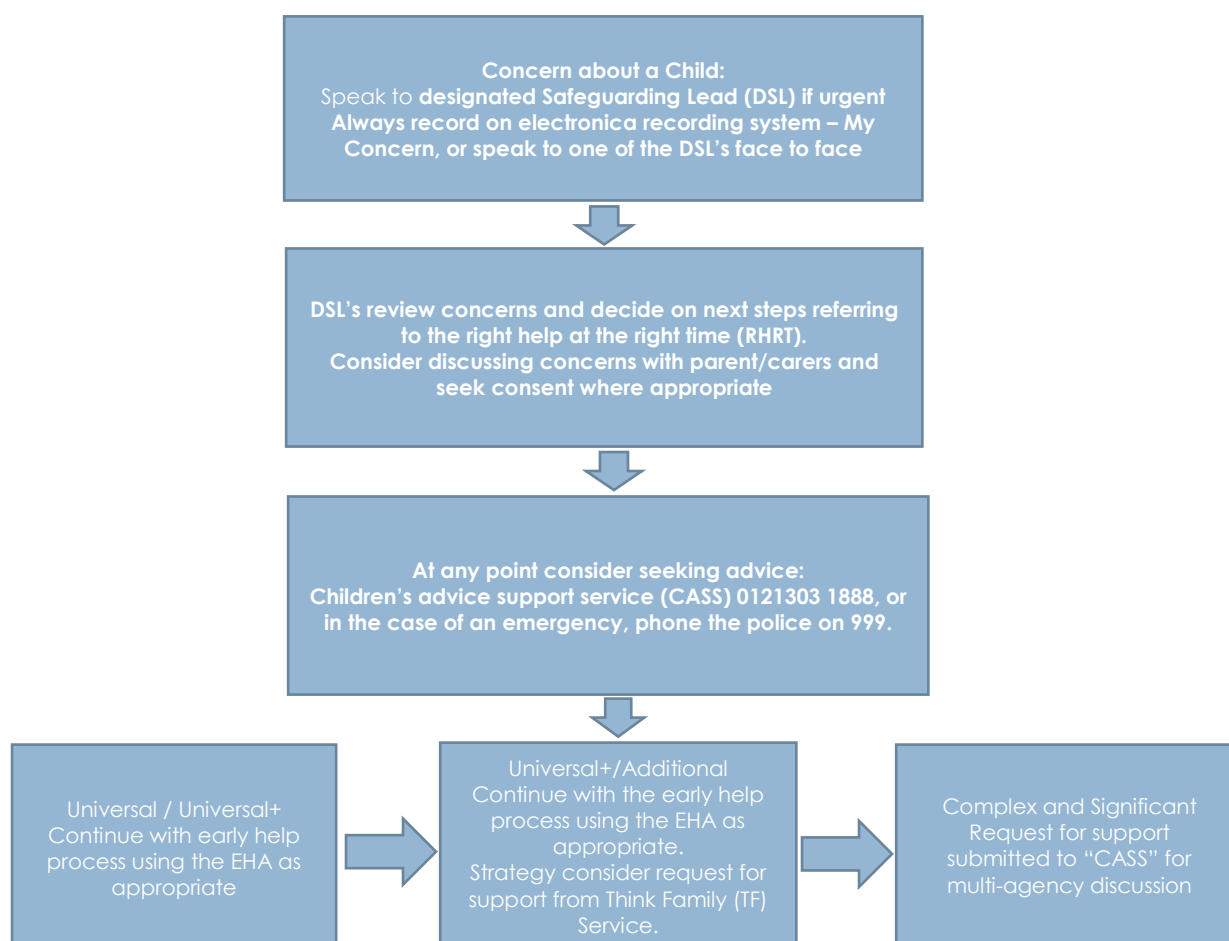 Concern about a Child:
Speak to designated Safeguarding Lead (DSL) if urgent
Always record on electronica recording system – My
Concern, or speak to one of the DSL's face to face
DSL's review concerns and decide on next steps referring
to the right help at the right time (RHRT).
Consider discussing concerns with parent/carers and
seek consent where appropriate
At any point consider seeking advice:
Children's advice support service (CASS) 0121303 1888, or
in the case of an emergency, phone the police on 999.
Universal / Universal+
Continue with early help
process using the EHA as
appropriate
Universal+/Additional
Continue with the early help
process using the EHA as
appropriate.
Strategy consider request for
support from Think Family (TF)
Service.
Complex and Significant
Request for support
submitted to “CASS” for
multi-agency discussion